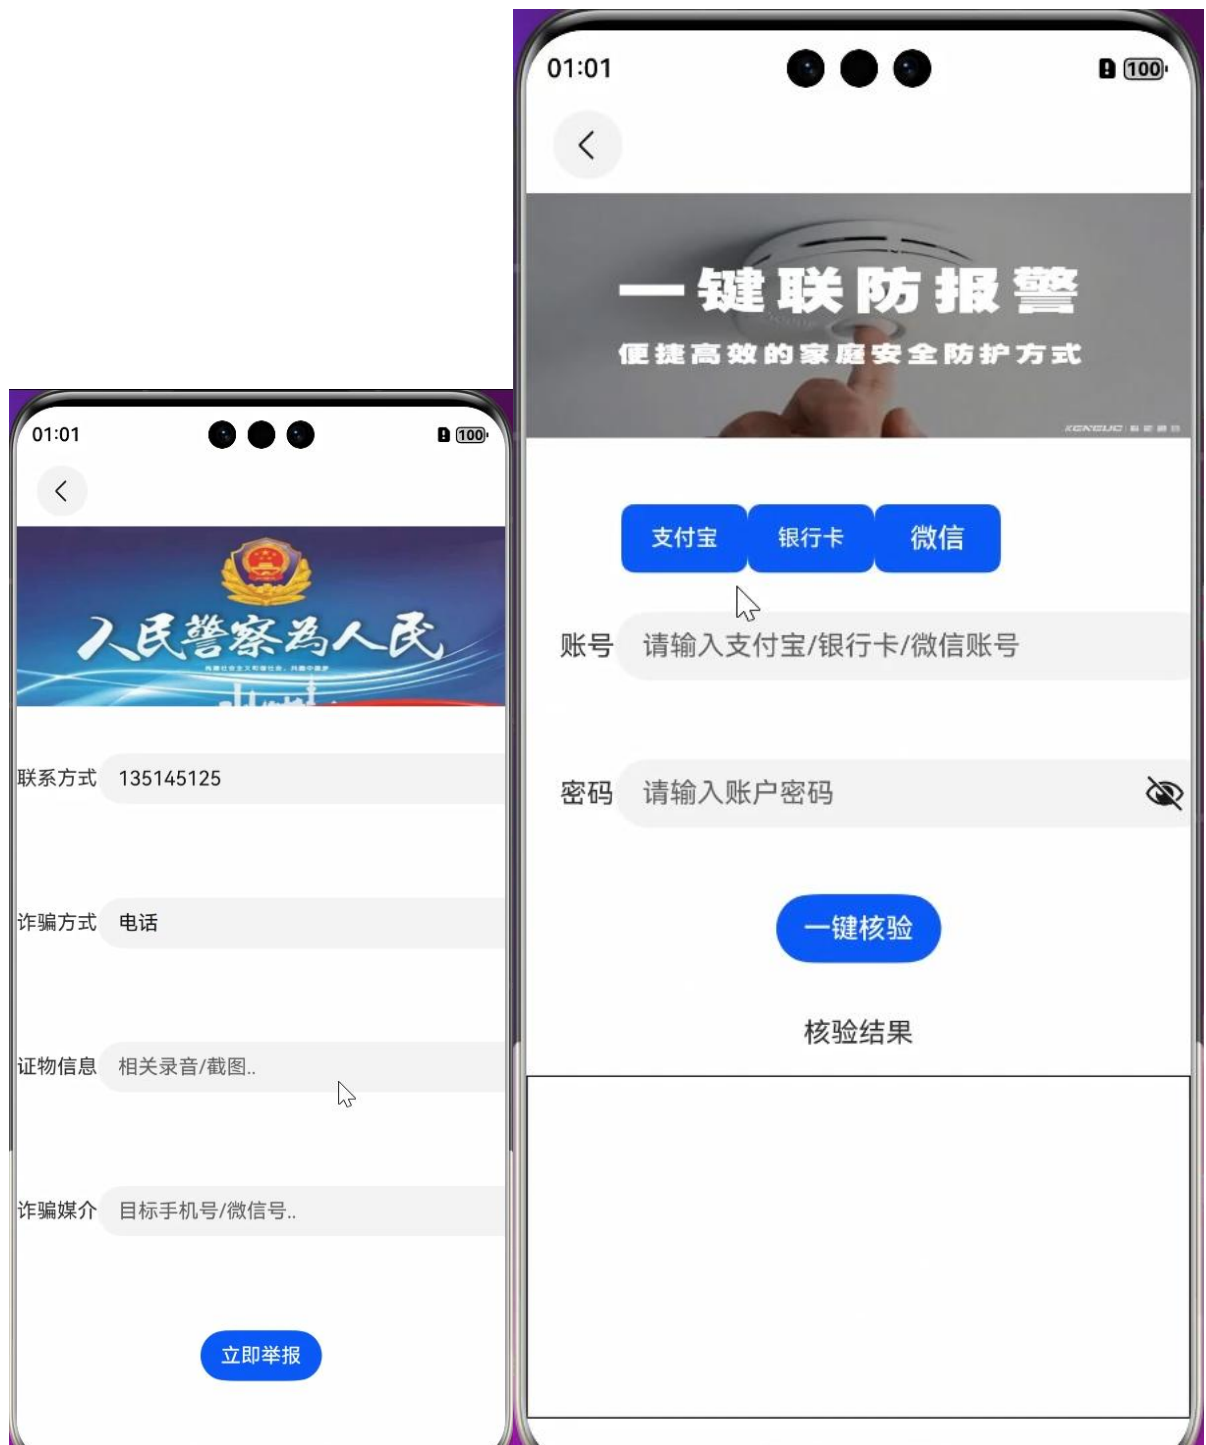 01:01
100
人民警察為人民
联系方式 135145125
诈骗方式 电话
证物信息 相关录音/截图..
诈骗媒介 目标手机号/微信号..
立即举报
01:01
100
一键联防报警
便捷高效的家庭安全防护方式
支付宝 银行卡 微信
账号 请输入支付宝/银行卡/微信账号
密码 请输入账户密码
一键核验
核验结果